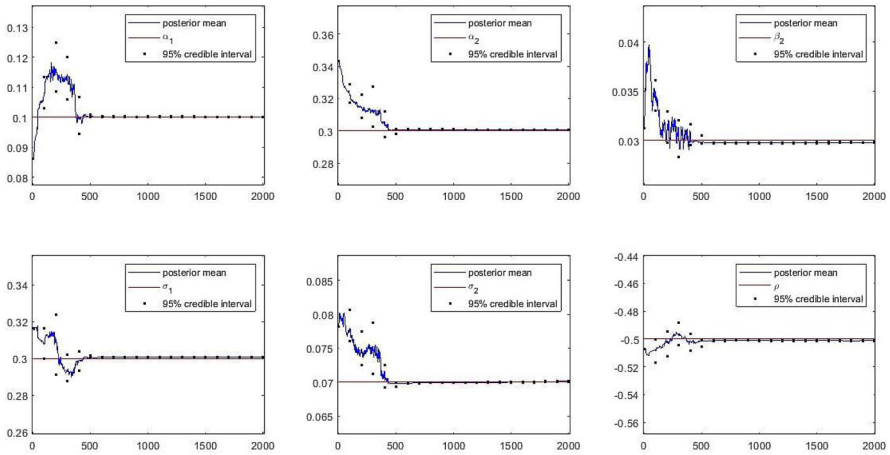 0.13
0.12
0.11
0.1
0.09
0.08
0 500 1000 1500 2000
posterior mean
α1
95% credible interval
0.36
0.34
0.32
0.3
0.28
0 500 1000 1500 2000
posterior mean
α2
95% credible interval
0.04
0.03
0 500 1000 1500 2000
posterior mean
β2
95% credible interval
0.34
0.32
0.3
0.28
0.26
0 500 1000 1500 2000
posterior mean
σ1
95% credible interval
0.085
0.08
0.075
0.07
0.065
0 500 1000 1500 2000
posterior mean
σ2
95% credible interval
-0.44
-0.46
-0.48
-0.5
-0.52
-0.54
-0.56
0 500 1000 1500 2000
posterior mean
ρ
95% credible interval